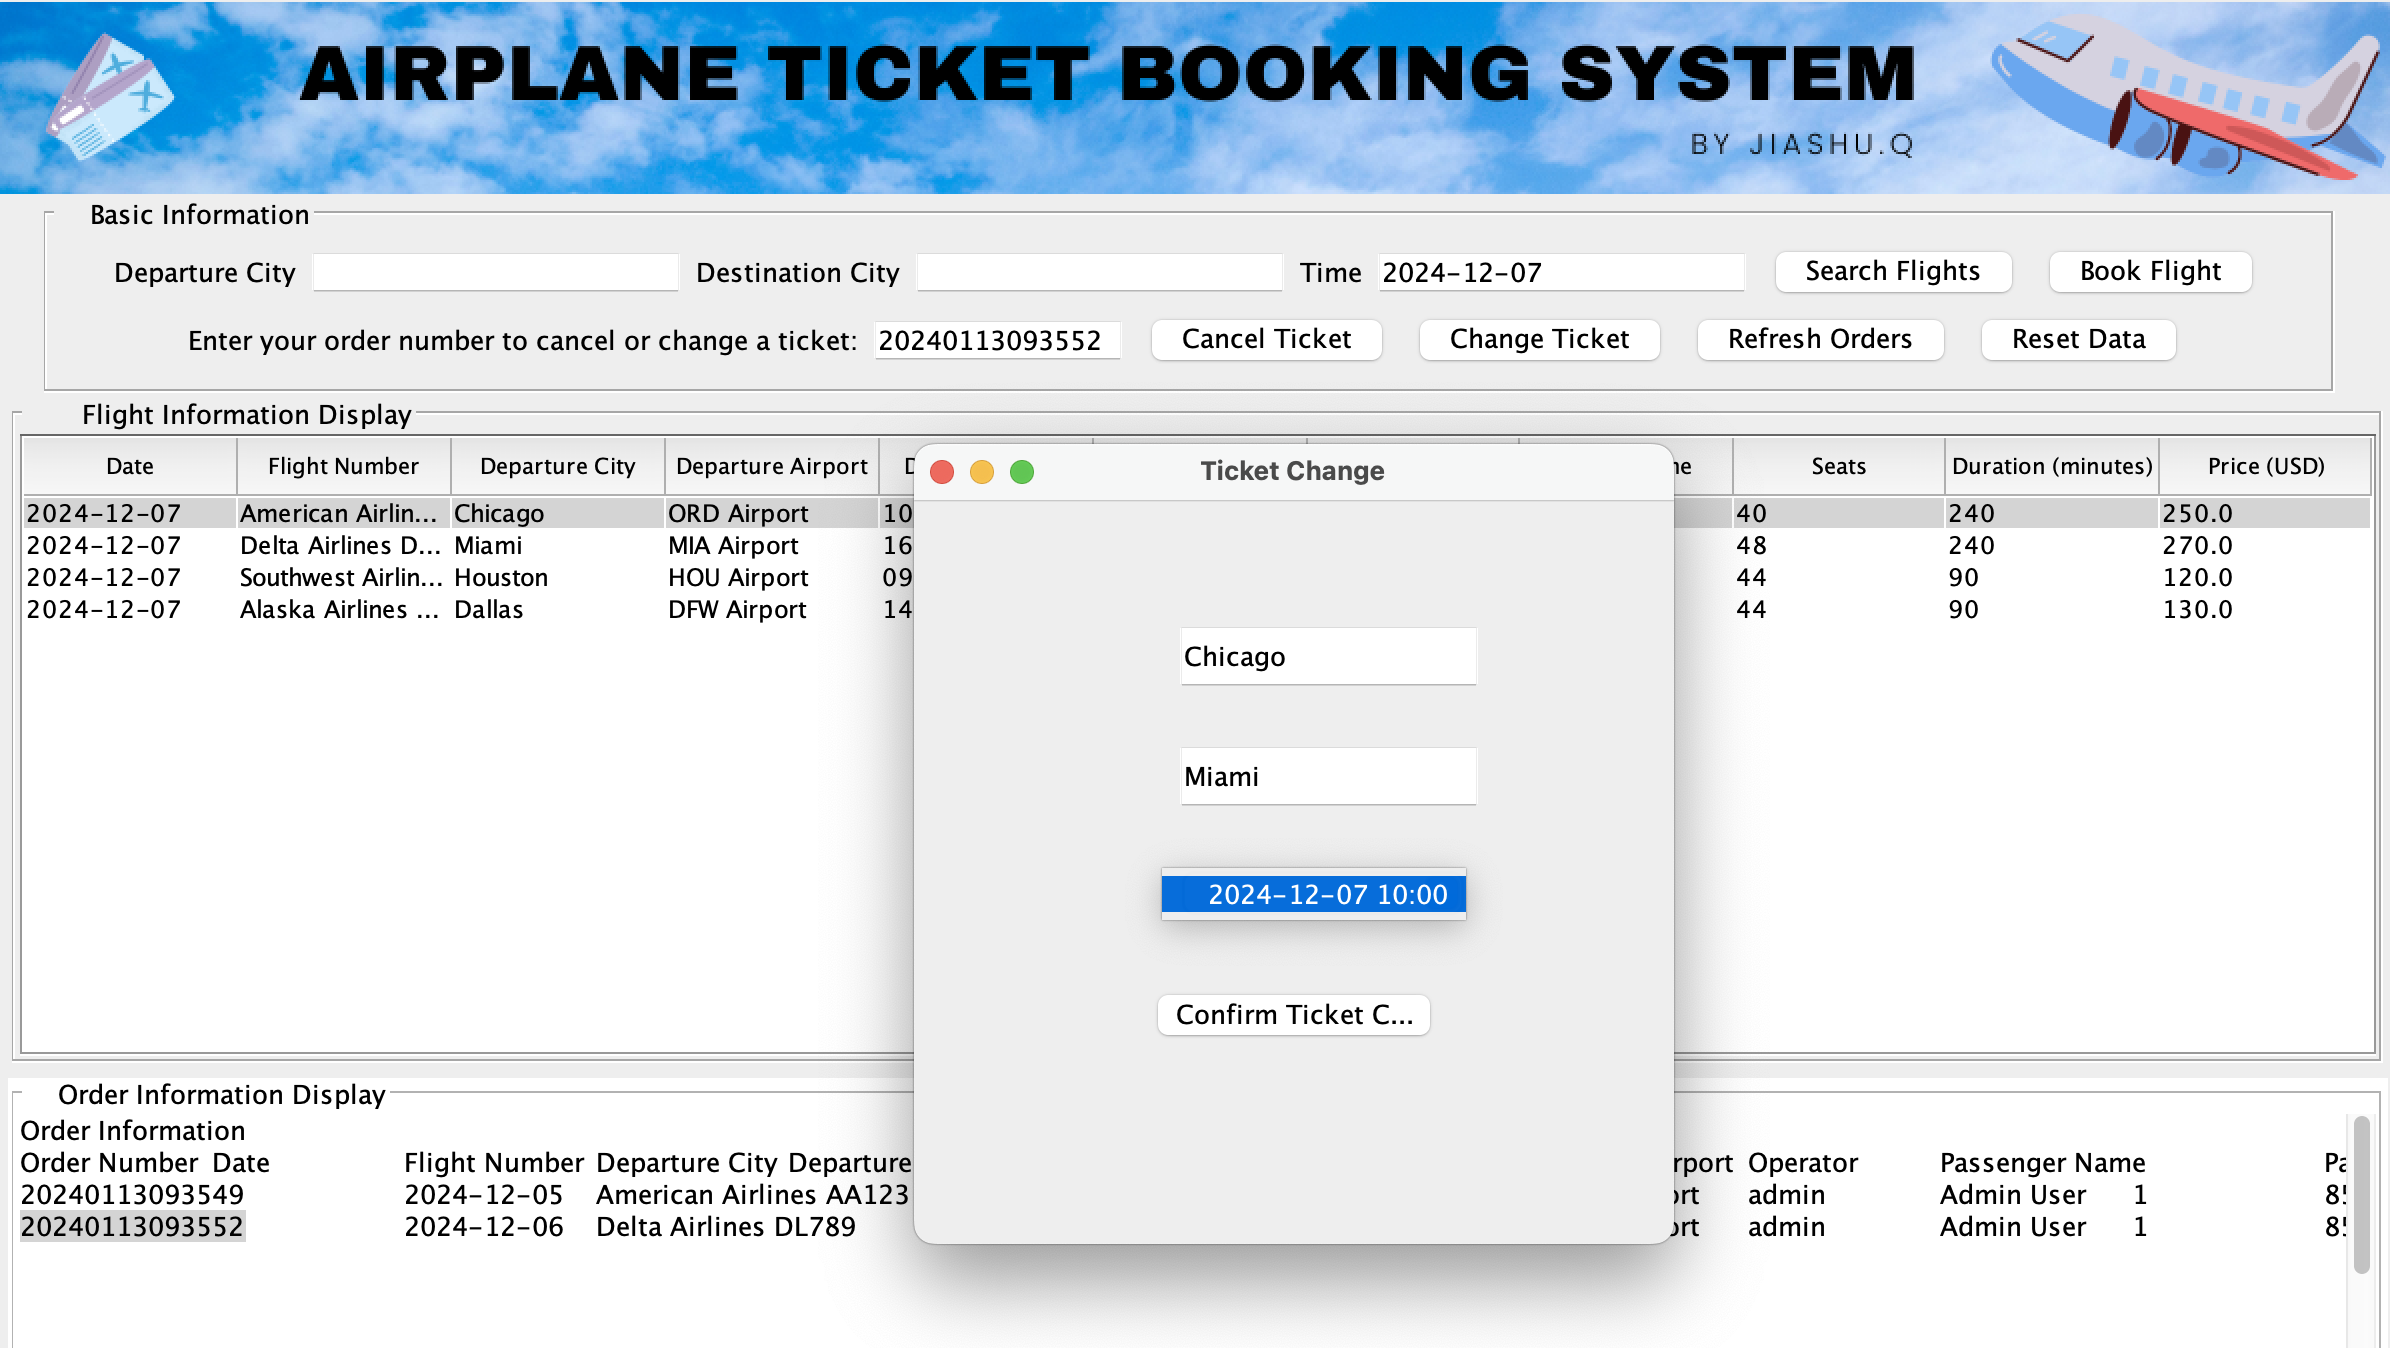 AIRPLANE TICKET BOOKING SYSTEM
BY JIASHU.Q
Basic Information
Departure City Destination City Time 2024-12-07 Search Flights Book Flight
Enter your order number to cancel or change a ticket: 20240113093552 Cancel Ticket Change Ticket Refresh Orders Reset Data
Flight Information Display
Date Flight Number Departure City Departure Airport Seats Duration (minutes) Price (USD)
2024-12-07 American Airlin... Chicago ORD Airport 10 40 240 250.0
2024-12-07 Delta Airlines D... Miami MIA Airport 16 48 240 270.0
2024-12-07 Southwest Airlin... Houston HOU Airport 09 44 90 120.0
2024-12-07 Alaska Airlines ... Dallas DFW Airport 14 44 90 130.0
Ticket Change
Chicago
Miami
2024-12-07 10:00
Confirm Ticket C...
Order Information Display
Order Information
Order Number Date Flight Number Departure City Departure Operator Passenger Name
20240113093549 2024-12-05 American Airlines AA123 admin Admin User 1
20240113093552 2024-12-06 Delta Airlines DL789 admin Admin User 1